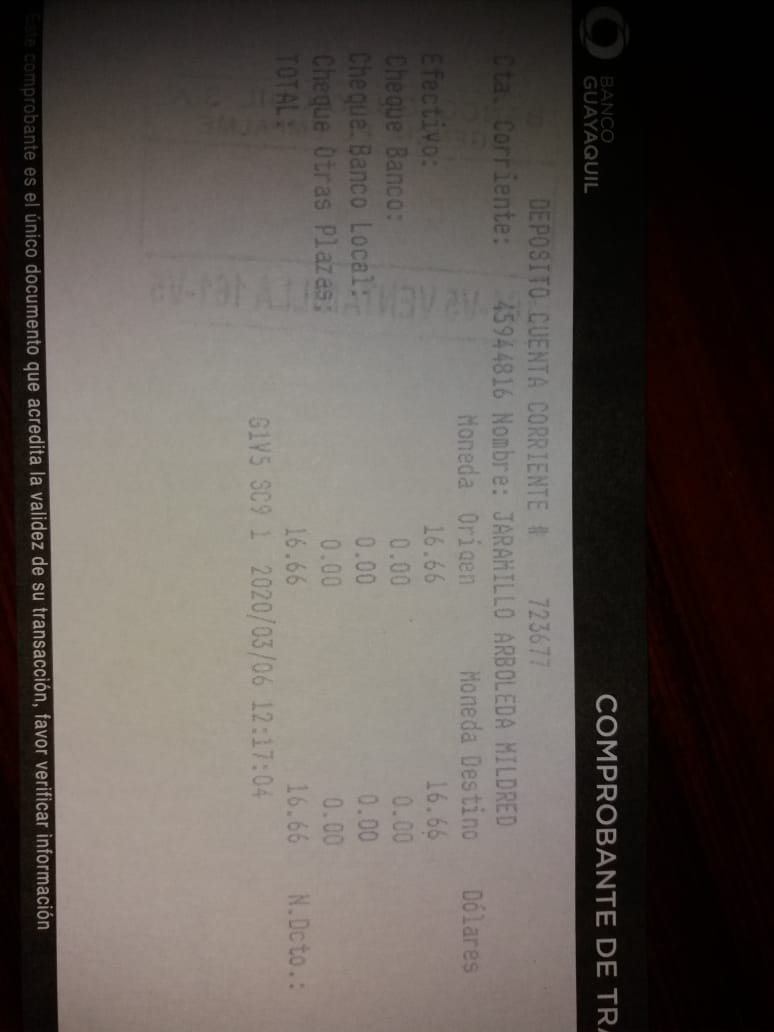 BANCO
GUAYAQUIL
COMPROBANTE DE TRA
DEPOSITO CUENTA CORRIENTE # 723677
Cta. Corriente: 45944816 Nombre: JARAMILLO ARBOLEDA MILDRED
Moneda Origen Moneda Destino Dólares
Efectivo: 16.66 16.66
Cheque Banco: 0.00 0.00
Cheque Banco Local: 0.00 0.00
Cheque Otras Plazas: 0.00 0.00
TOTAL: 16.66 16.66 N.Dcto.:
G1V5 SC9 1 2020/03/06 12:17:04
Este comprobante es el único documento que acredita la validez de su transacción, favor verificar información